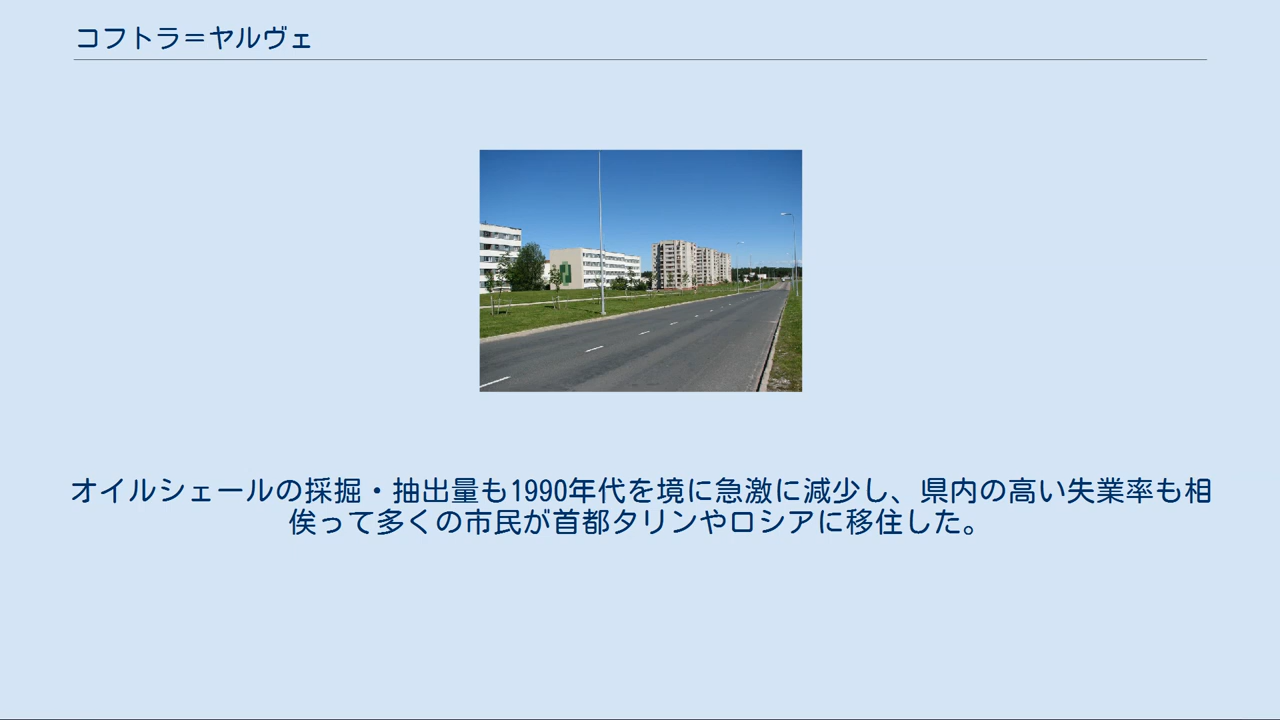 コフトラ＝ヤルヴェ
オイルシェールの採掘・抽出量も1990年代を境に急激に減少し、県内の高い失業率も相
俟って多くの市民が首都タリンやロシアに移住した。